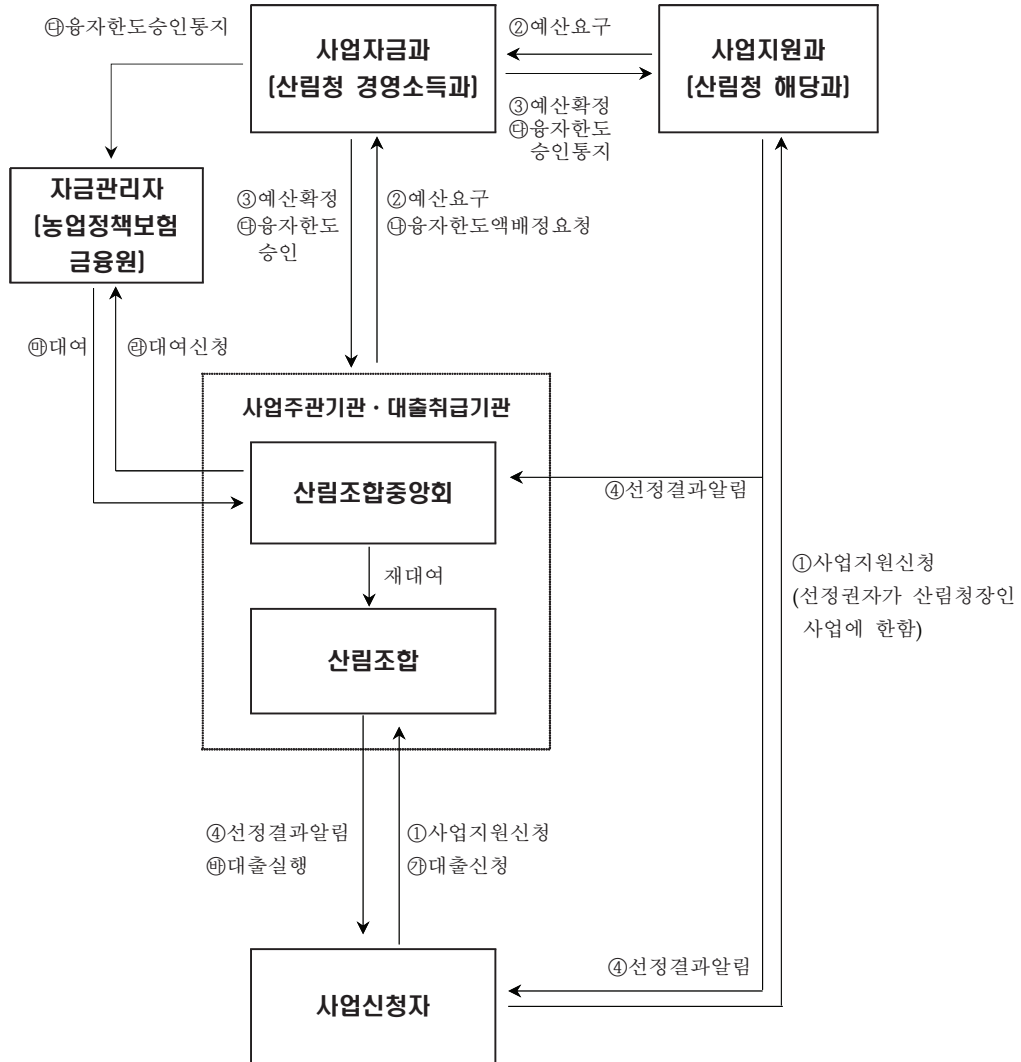 ㉰융자한도승인통지
사업자금과
(산림청 경영소득과)
②예산요구
사업지원과
(산림청 해당과)
③예산확정
㉰융자한도
승인통지
자금관리자
(농업정책보험
금융원)
③예산확정
㉰융자한도
승인
②예산요구
㉯융자한도액배정요청
㉲대여
㉱대여신청
사업주관기관·대출취급기관
산림조합중앙회
④선정결과알림
재대여
①사업지원신청
(선정권자가 산림청장인
사업에 한함)
산림조합
④선정결과알림
㉳대출실행
①사업지원신청
㉮대출신청
④선정결과알림
사업신청자